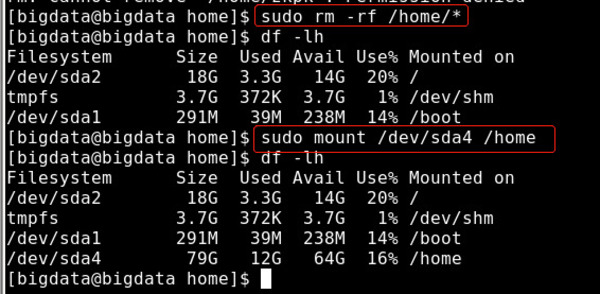 rm: cannot remove Permission denied
[bigdata@bigdata home]$ sudo rm -rf /home/*
[bigdata@bigdata home]$ df -lh
Filesystem Size Used Avail Use% Mounted on
/dev/sda2 18G 3.3G 14G 20% /
tmpfs 3.7G 372K 3.7G 1% /dev/shm
/dev/sda1 291M 39M 238M 14% /boot
[bigdata@bigdata home]$ sudo mount /dev/sda4 /home
[bigdata@bigdata home]$ df -lh
Filesystem Size Used Avail Use% Mounted on
/dev/sda2 18G 3.3G 14G 20% /
tmpfs 3.7G 372K 3.7G 1% /dev/shm
/dev/sda1 291M 39M 238M 14% /boot
/dev/sda4 79G 12G 64G 16% /home
[bigdata@bigdata home]$